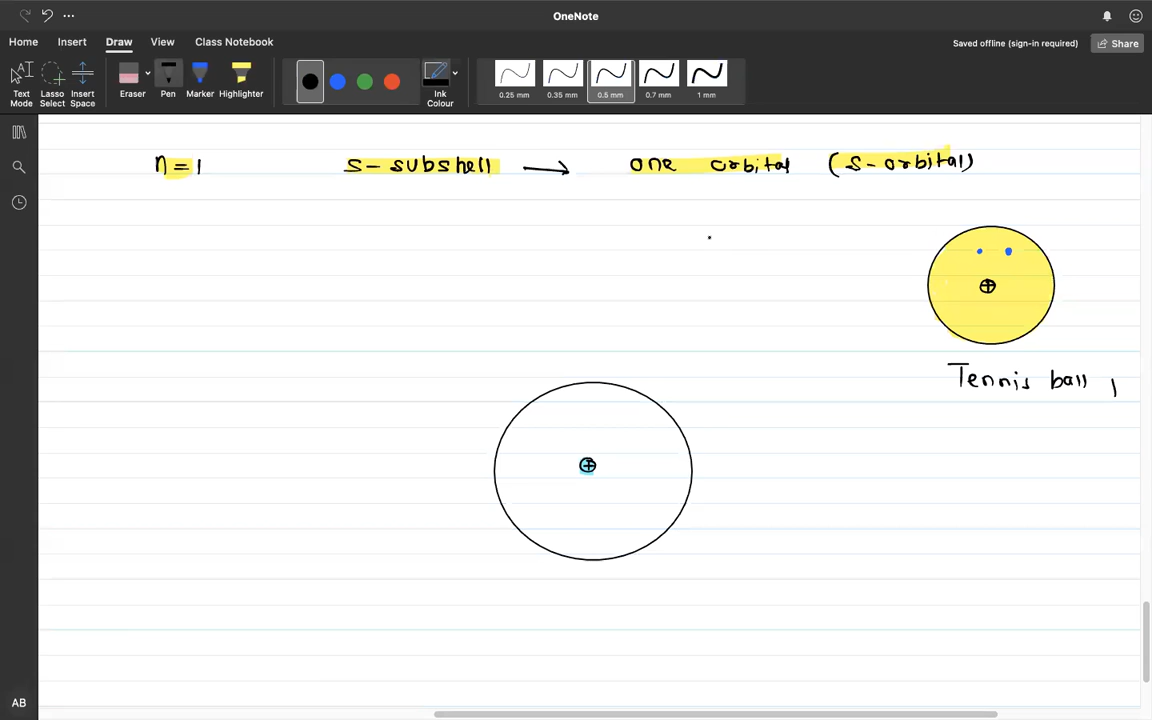 OneNote
Home Insert Draw View Class Notebook
Saved offline (sign-in required) Share
Text Mode Lasso Select Insert Space Eraser Pen Marker Highlighter Ink Colour 0.25 mm 0.35 mm 0.5 mm 0.7 mm 1 mm
n = 1 s - subshell → one orbital (s - orbital)
+
Tennis ball
+
AB